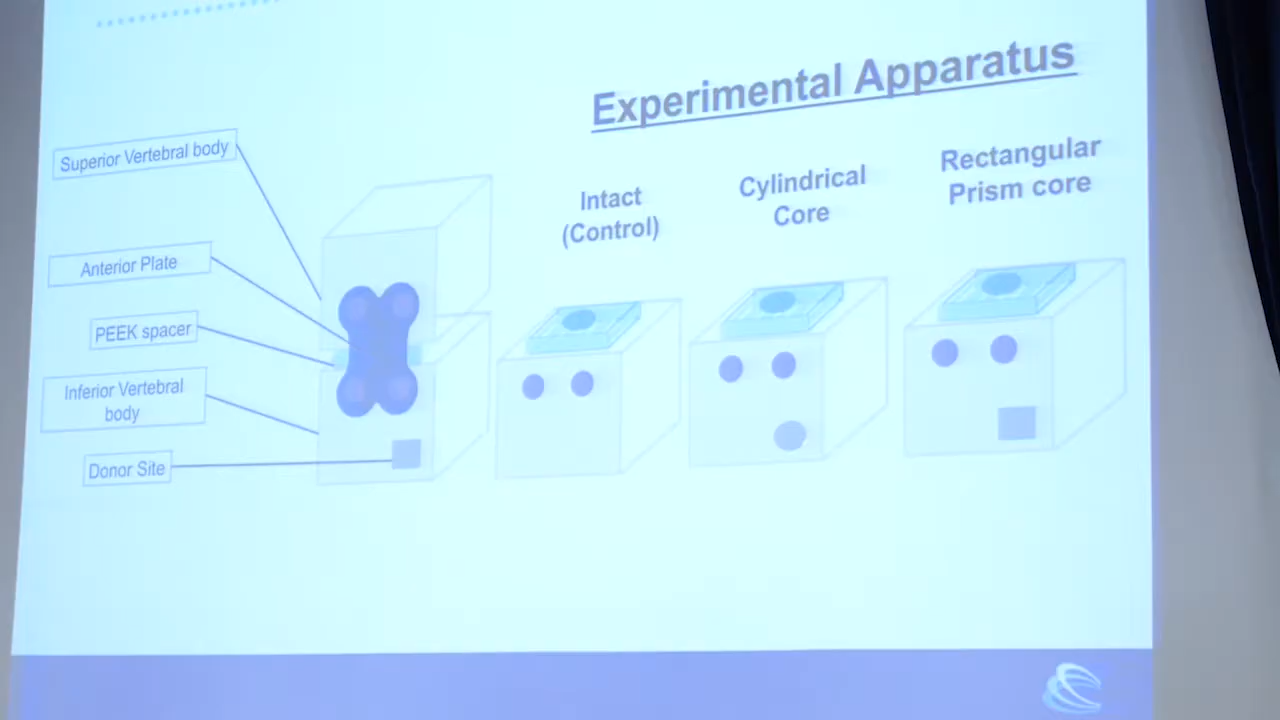 Experimental Apparatus
Superior Vertebral body
Anterior Plate
PEEK spacer
Inferior Vertebral
body
Donor Site
Intact
(Control)
Cylindrical
Core
Rectangular
Prism core